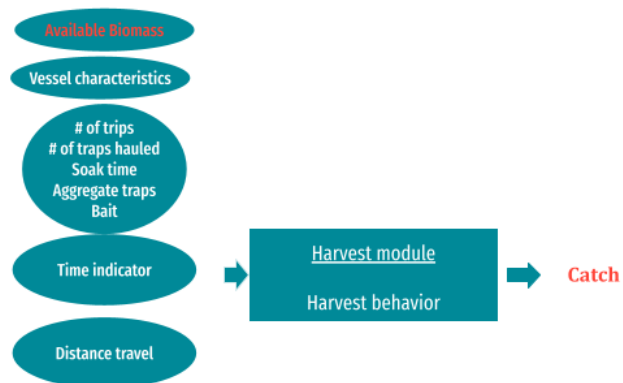 Available Biomass
Vessel characteristics
# of trips
# of traps hauled
Soak time
Aggregate traps
Bait
Time indicator
Distance travel
Harvest module
Harvest behavior
Catch